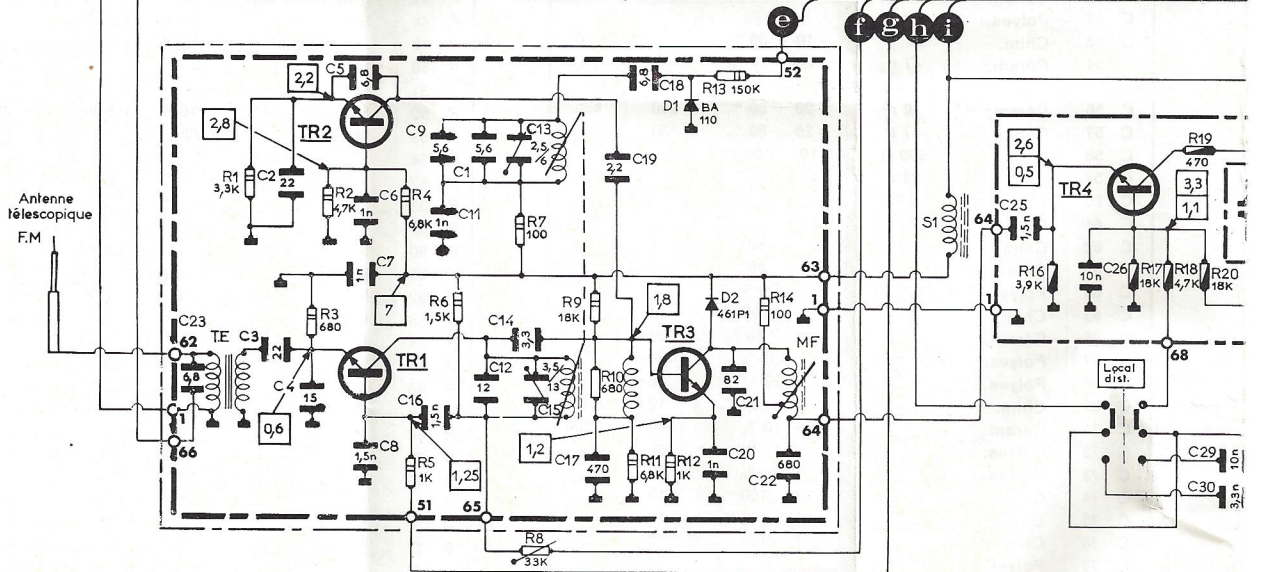 e
f g h i
52
C5
6,8
2,2
TR2
2,8
6,8
C18
R13 150K
D1 BA
110
C9
5,6
5,6
C13
2,5/
6
C1
C19
2,2
R1
3,3K
C2
22
R2
4,7K
C6
1n
R4
6,8K
C11
1n
R7
100
Antenne
télescopique
F.M
C7
1n
7
R3
680
R6
1,5K
R9
18K
1,8
D2
461P1
R14
100
63
1
S1
64
C25
1,5n
2,6
0,5
TR4
R19
470
3,3
1,1
R16
3,9K
10n
C26
R17
18K
R18
4,7K
R20
18K
1
68
C23
62
6,8
1
66
T.E
C3
22
C4
15
0,6
TR1
C14
3,3
C12
12
3,5/
13
C15
C16
1,5n
R10
680
TR3
82
C21
MF
64
C8
1,5n
R5
1K
1,25
1,2
C17
470
R11
6,8K
R12
1K
C20
1n
680
C22
51
65
R8
33K
Local
dist.
C29
10n
C30
3,3n